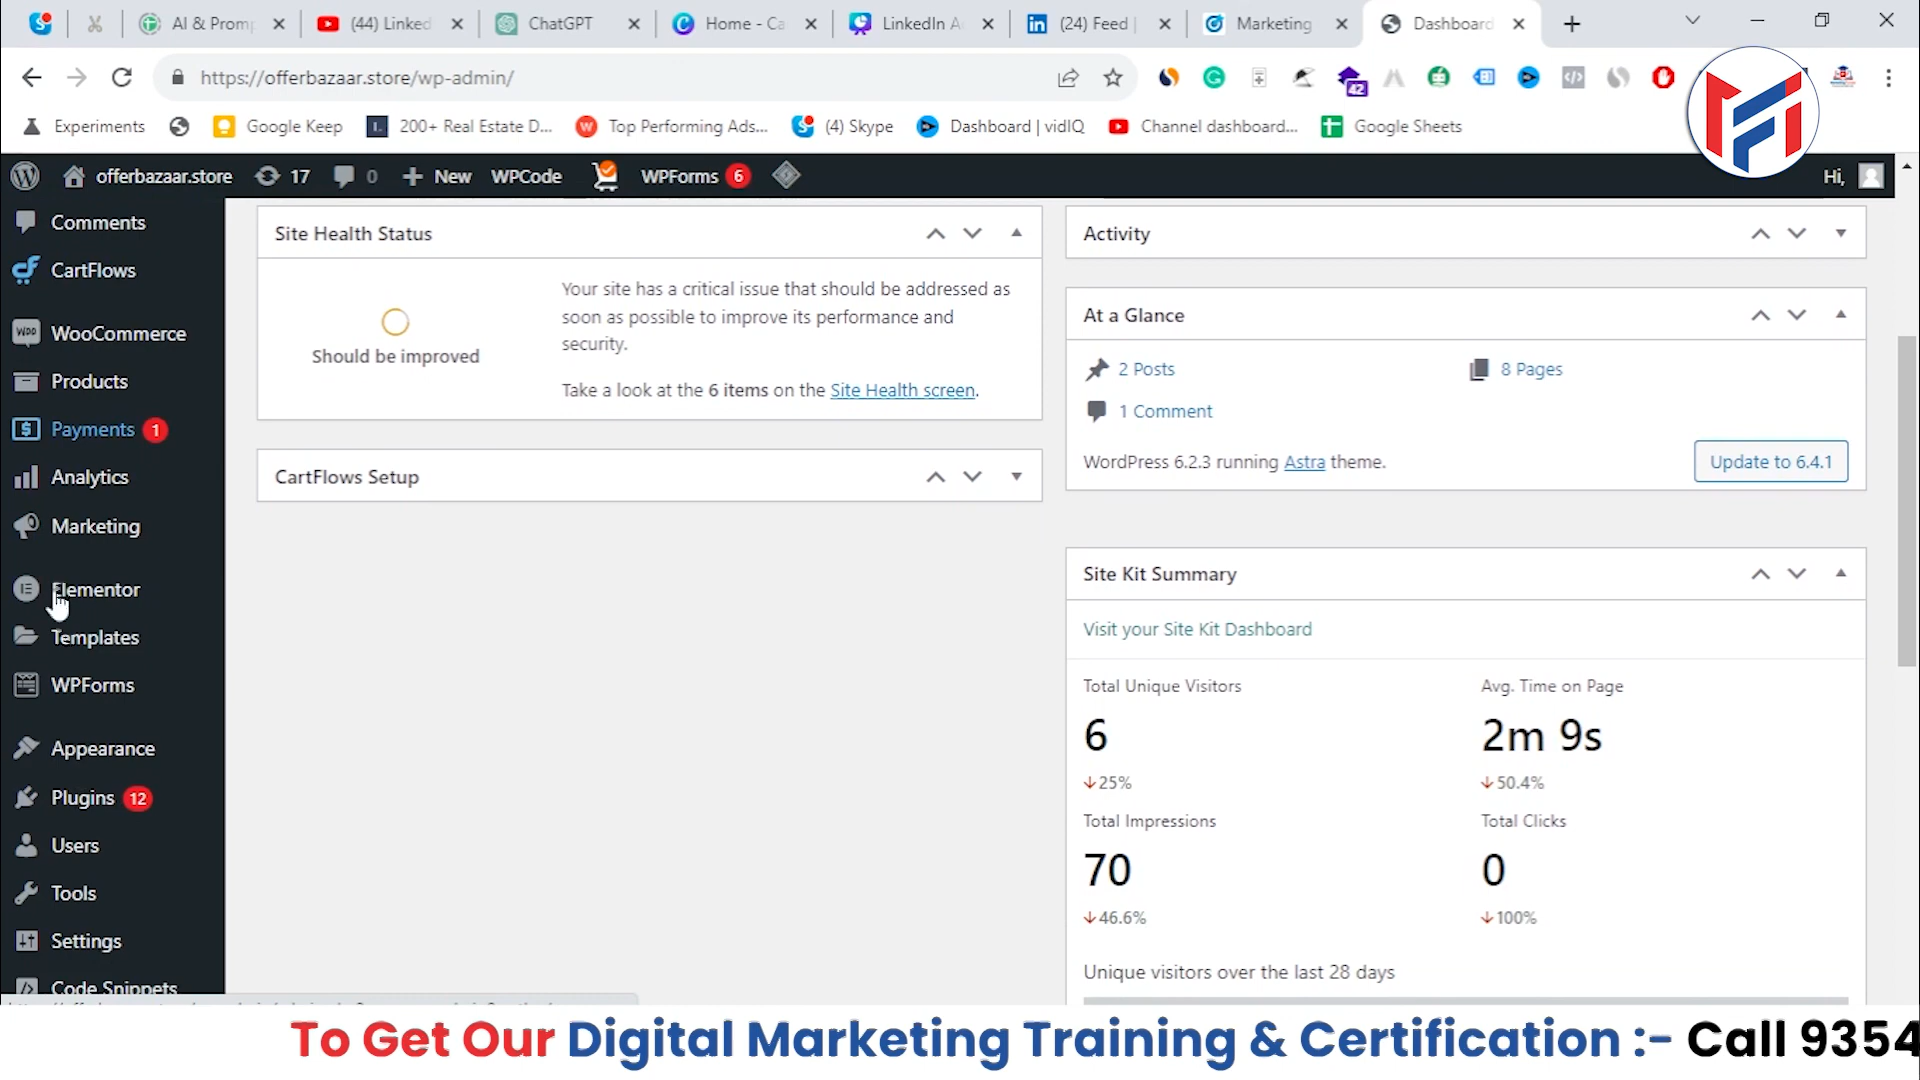 AI & Promp
(44) Linked
ChatGPT
Home - Ca
LinkedIn A
(24) Feed |
Marketing
Dashboard
https://offerbazaar.store/wp-admin/
42
Experiments
Google Keep
200+ Real Estate D...
Top Performing Ads...
(4) Skype
Dashboard | vidIQ
Channel dashboard...
Google Sheets
offerbazaar.store
17
0
New
WPCode
WPForms 6
Hi,
Comments
CartFlows
WooCommerce
Products
Payments 1
Analytics
Marketing
Elementor
Templates
WPForms
Appearance
Plugins 12
Users
Tools
Settings
Code Snippets
Site Health Status
Should be improved
Your site has a critical issue that should be addressed as
soon as possible to improve its performance and
security.
Take a look at the 6 items on the Site Health screen.
CartFlows Setup
Activity
At a Glance
2 Posts
8 Pages
1 Comment
WordPress 6.2.3 running Astra theme.
Update to 6.4.1
Site Kit Summary
Visit your Site Kit Dashboard
Total Unique Visitors
Avg. Time on Page
6
2m 9s
25%
50.4%
Total Impressions
Total Clicks
70
0
46.6%
100%
Unique visitors over the last 28 days
To Get Our Digital Marketing Training & Certification :- Call 9354